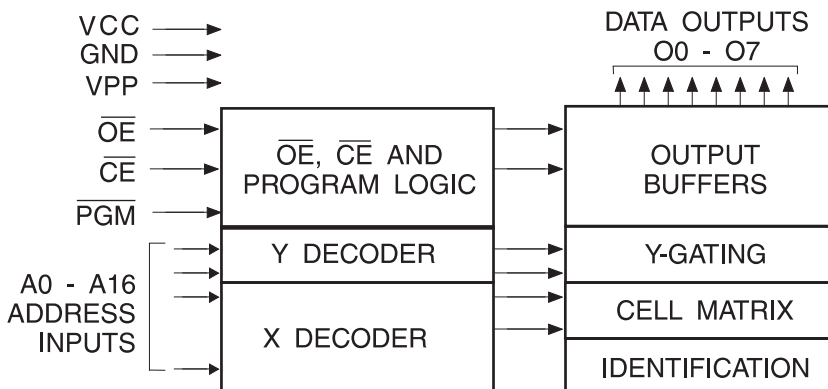 VCC
GND
VPP
OE
CE
PGM
A0 - A16
ADDRESS
INPUTS
OE, CE AND
PROGRAM LOGIC
Y DECODER
X DECODER
DATA OUTPUTS
O0 - O7
OUTPUT
BUFFERS
Y-GATING
CELL MATRIX
IDENTIFICATION